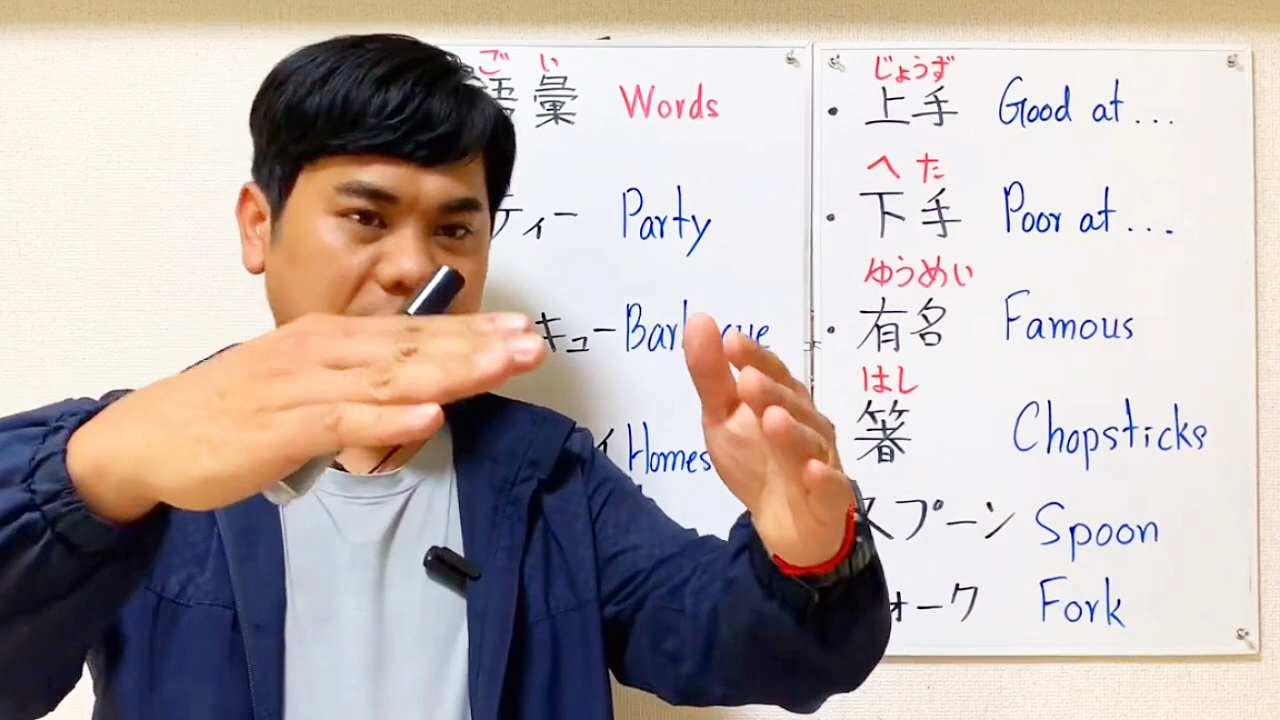 ごい
語彙 Words
ティー Party
キュー Barbecue
イ Homes
じょうず
・上手 Good at...
へた
・下手 Poor at...
ゆうめい
・有名 Famous
はし
箸 Chopsticks
スプーン Spoon
ォーク Fork